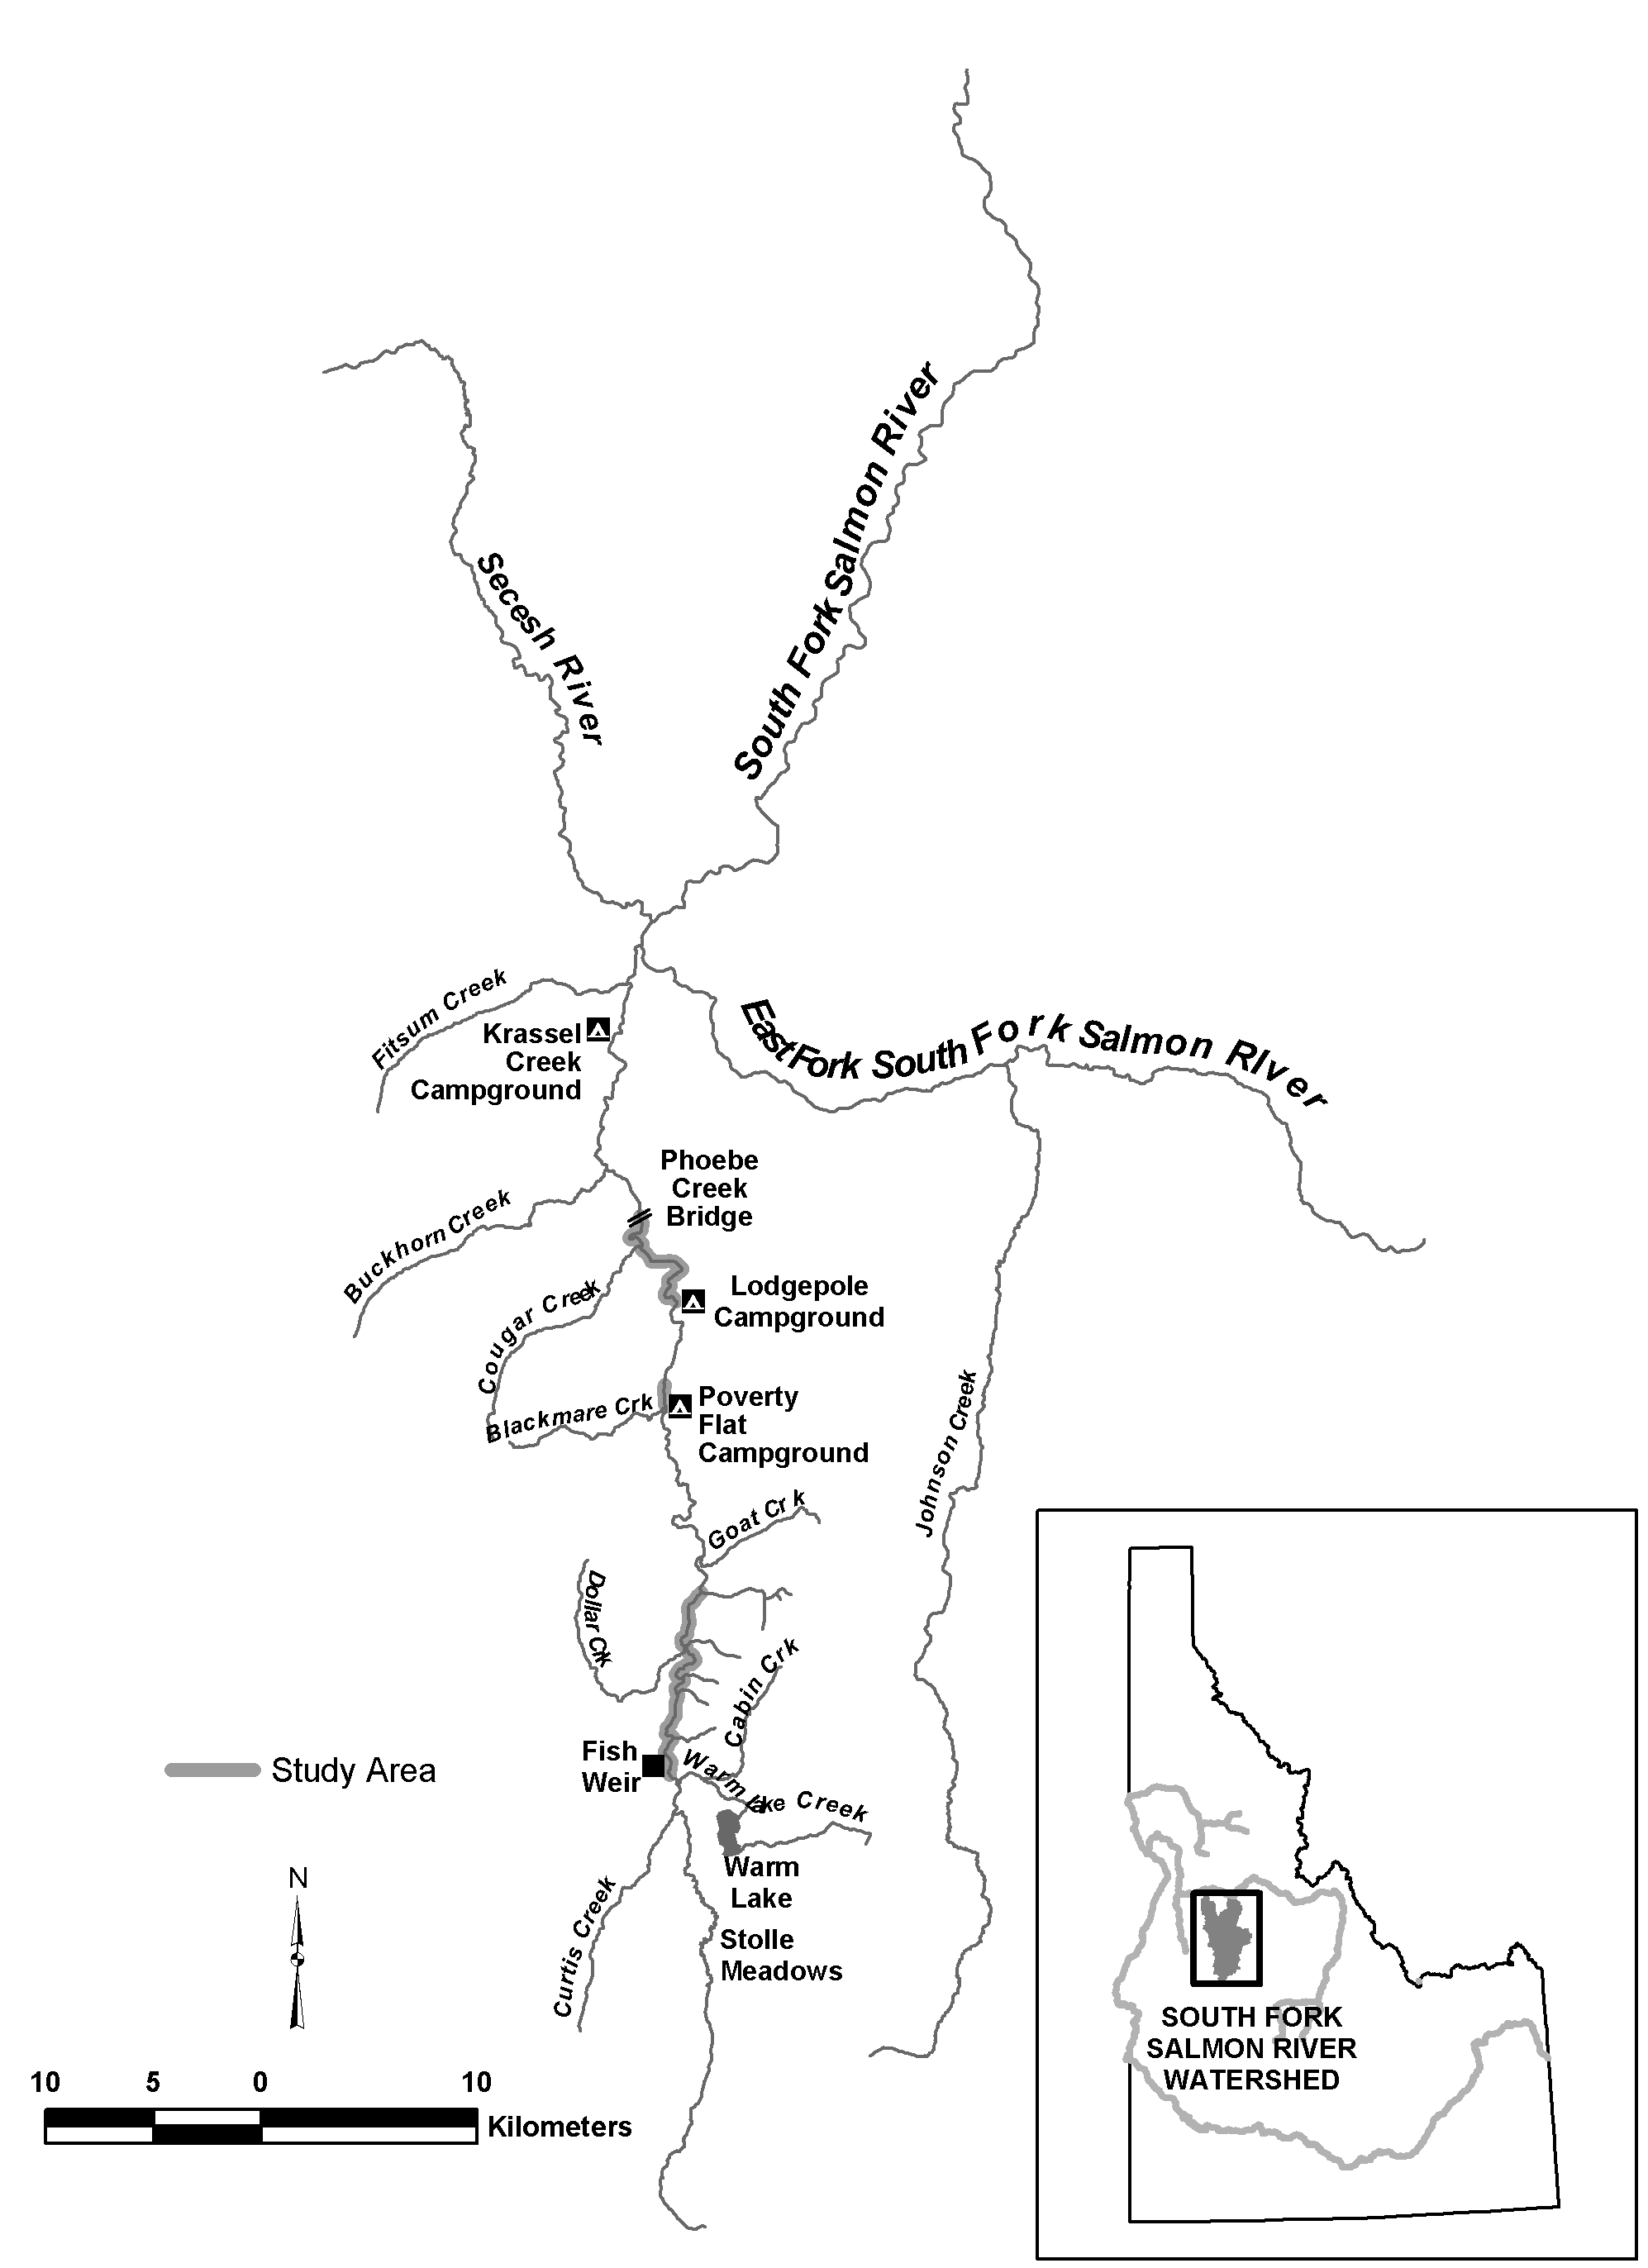 Secesh River
South Fork Salmon River
Fitsum Creek
Krassel
Creek
Campground
East Fork South Fork Salmon RIver
Phoebe
Creek
Bridge
Buckhorn Creek
Lodgepole
Campground
Cougar Creek
Poverty
Flat
Campground
Blackmare Crk
Johnson Creek
Goat Crk
Dollar Crk
Cabin Crk
Fish
Weir
Study Area
Warm lake Creek
Warm
Lake
Curtis Creek
Stolle
Meadows
N
SOUTH FORK
SALMON RIVER
WATERSHED
10 5 0 10
Kilometers